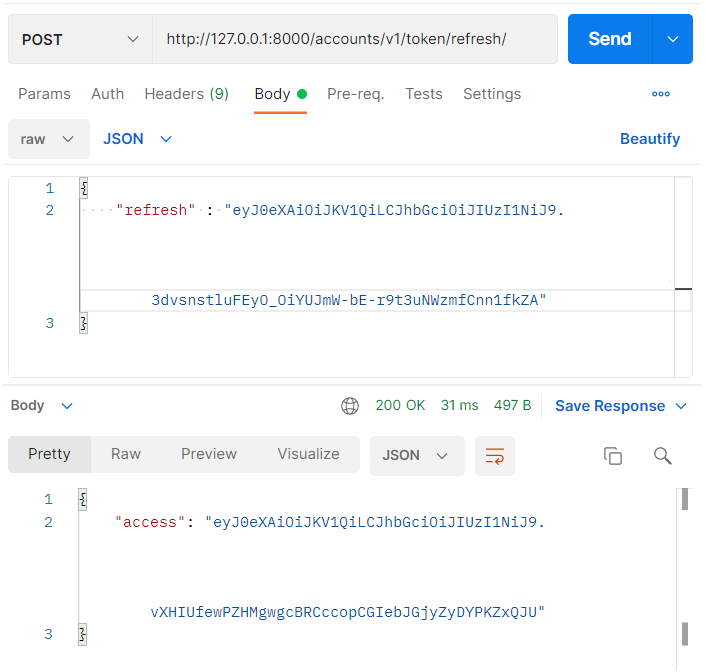 POST http://127.0.0.1:8000/accounts/v1/token/refresh/ Send
Params Auth Headers (9) Body Pre-req. Tests Settings
raw JSON Beautify
1 {
2 "refresh" : "eyJ0eXAiOiJKV1QiLCJhbGciOiJIUzI1NiJ9.
3dvsnstluFEyO_OiYUJmW-bE-r9t3uNWzmfCnn1fkZA"
3 }
Body 200 OK 31 ms 497 B Save Response
Pretty Raw Preview Visualize JSON
1 {
2 "access": "eyJ0eXAiOiJKV1QiLCJhbGciOiJIUzI1NiJ9.
vXHIUfewPZHMgwgcBRCccopCGIebJGjyZyDYPKZxQJU"
3 }